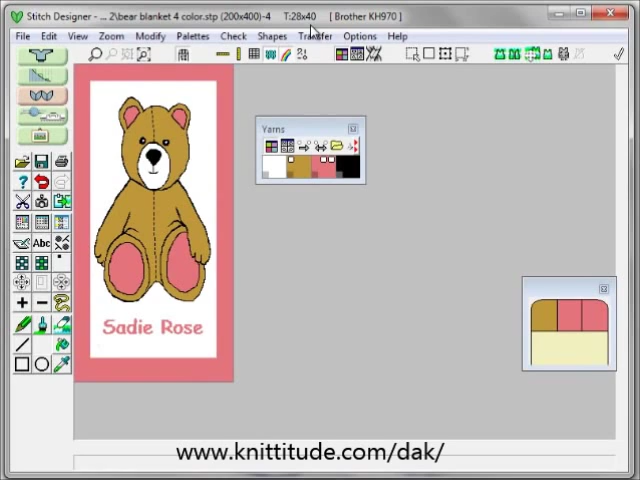 Stitch Designer - ... 2\bear blanket 4 color.stp (200x400)-4 T:28x40 [ Brother KH970 ]
File Edit View Zoom Modify Palettes Check Shapes Transfer Options Help
Yarns
Abc
Sadie Rose
www.knittitude.com/dak/